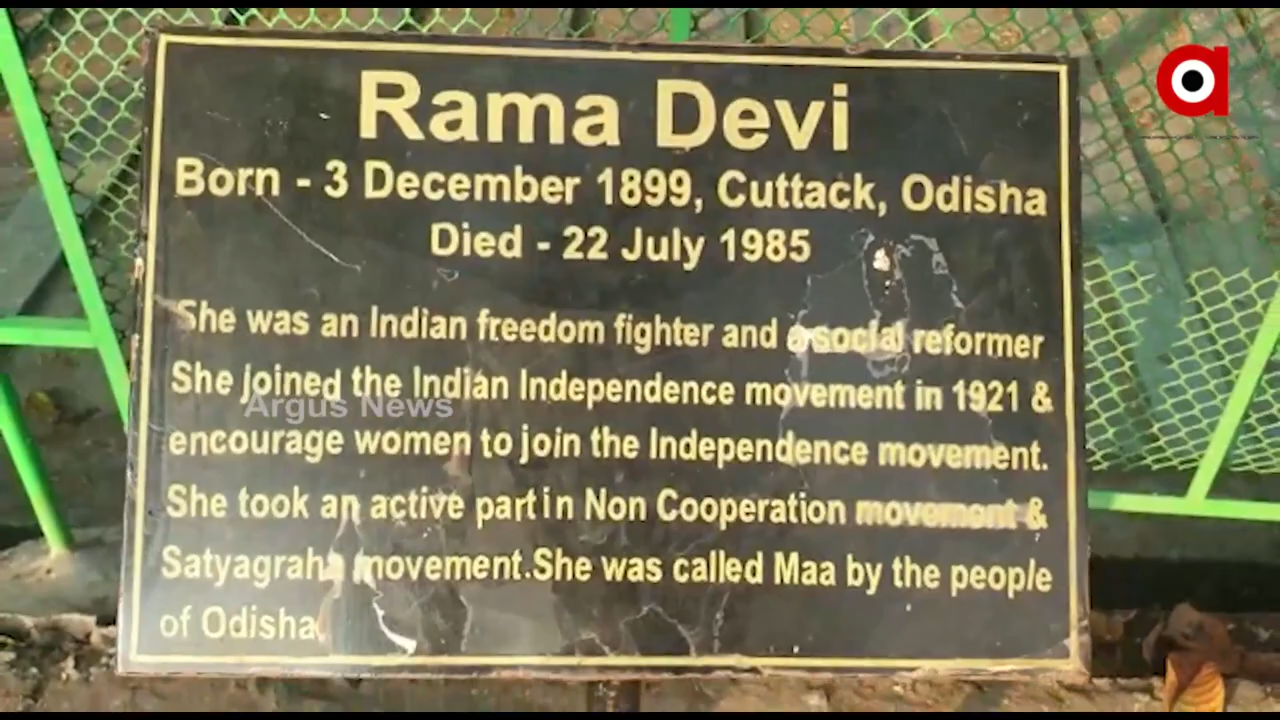 Rama Devi
Born - 3 December 1899, Cuttack, Odisha
Died - 22 July 1985
She was an Indian freedom fighter and a social reformer
She joined the Indian Independence movement in 1921 &
Argus News
encourage women to join the Independence movement.
She took an active part in Non Cooperation movement &
Satyagraha movement.She was called Maa by the people
of Odisha.